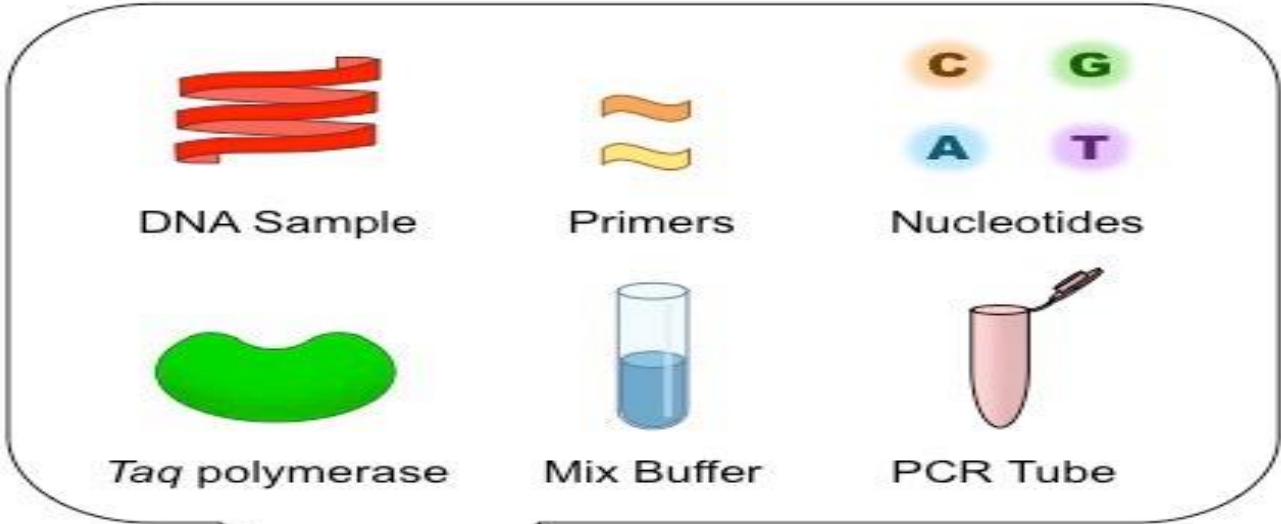 C G
A T
DNA Sample Primers Nucleotides
Taq polymerase Mix Buffer PCR Tube